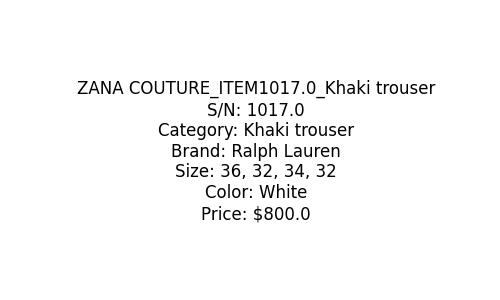 ZANA COUTURE_ITEM1017.0_Khaki trouser
S/N: 1017.0
Category: Khaki trouser
Brand: Ralph Lauren
Size: 36, 32, 34, 32
Color: White
Price: $800.0